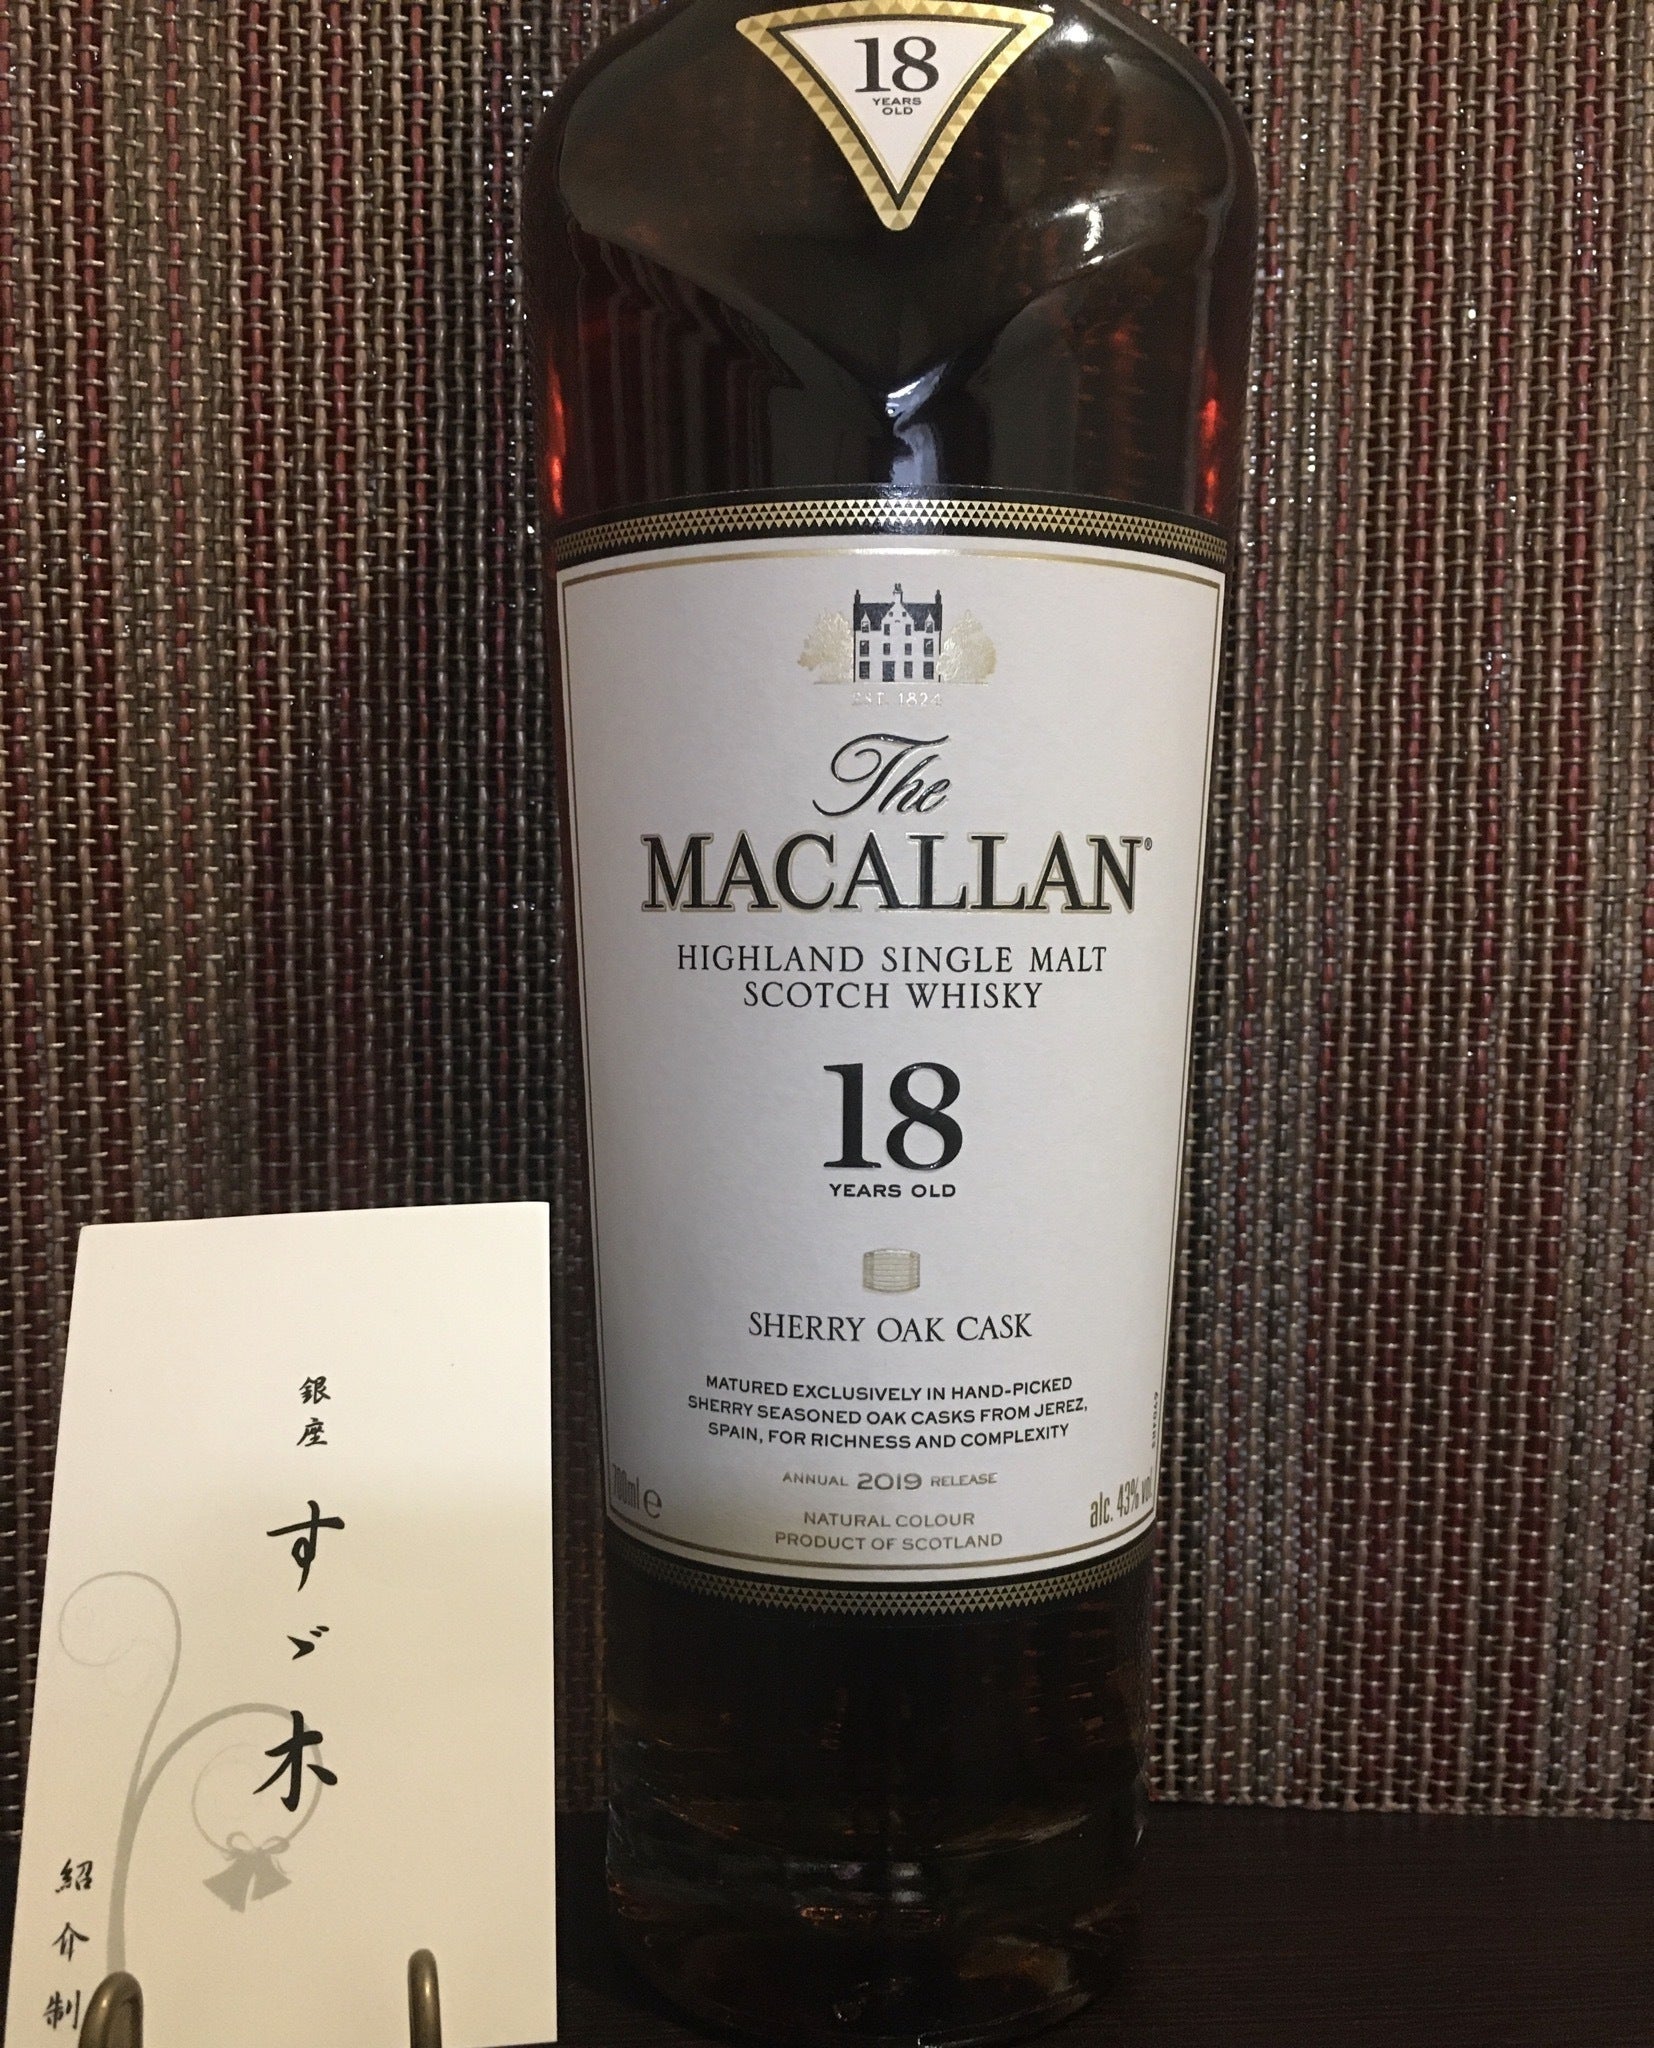 18
YEARS
OLD
EST. 1824
The
MACALLAN®
HIGHLAND SINGLE MALT
SCOTCH WHISKY
18
YEARS OLD
SHERRY OAK CASK
MATURED EXCLUSIVELY IN HAND-PICKED
SHERRY SEASONED OAK CASKS FROM JEREZ,
SPAIN, FOR RICHNESS AND COMPLEXITY
ANNUAL 2019 RELEASE
700ml e
alc. 43% vol.
NATURAL COLOUR
PRODUCT OF SCOTLAND
銀座
すゞ木
紹介制